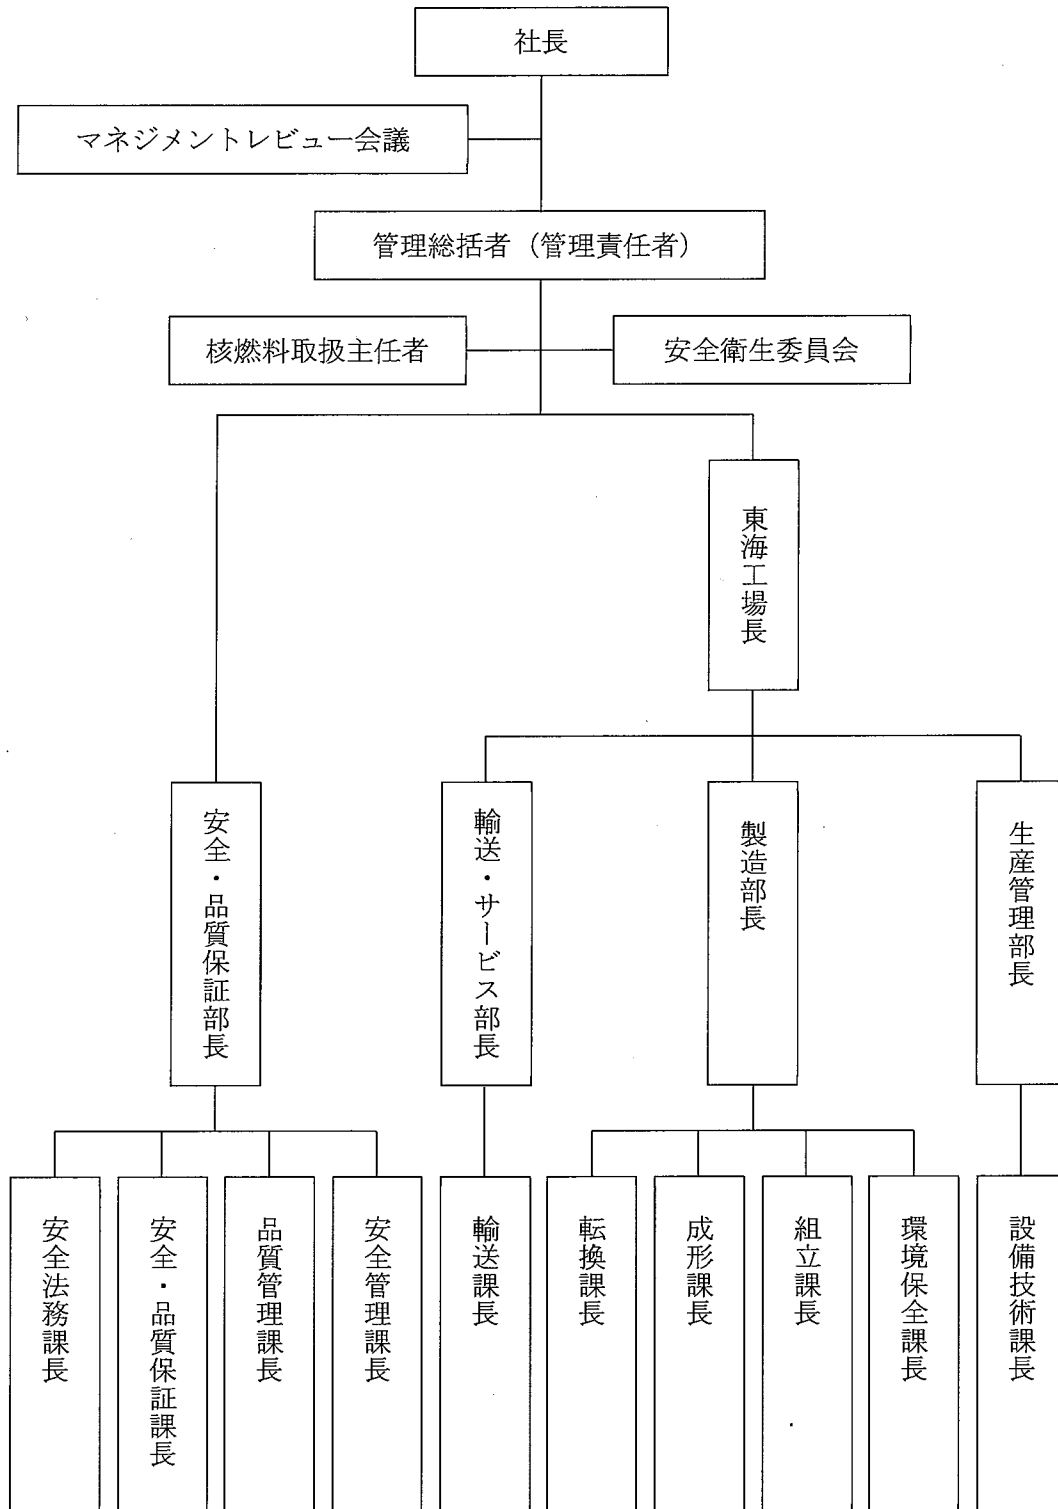 社長
マネジメントレビュー会議
管理総括者（管理責任者）
核燃料取扱主任者
安全衛生委員会
東海工場長
安全・品質保証部長
輸送・サービス部長
製造部長
生産管理部長
安全法務課長
安全・品質保証課長
品質管理課長
安全管理課長
輸送課長
転換課長
成形課長
組立課長
環境保全課長
設備技術課長